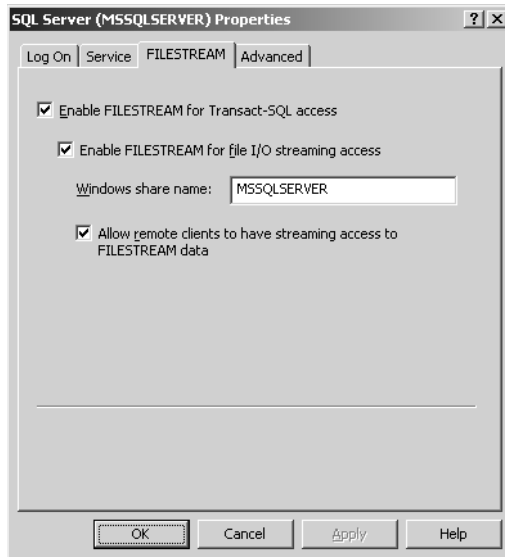 SQL Server (MSSQLSERVER) Properties
Log On Service FILESTREAM Advanced
Enable FILESTREAM for Transact-SQL access
Enable FILESTREAM for file I/O streaming access
Windows share name: MSSQLSERVER
Allow remote clients to have streaming access to
FILESTREAM data
OK Cancel Apply Help